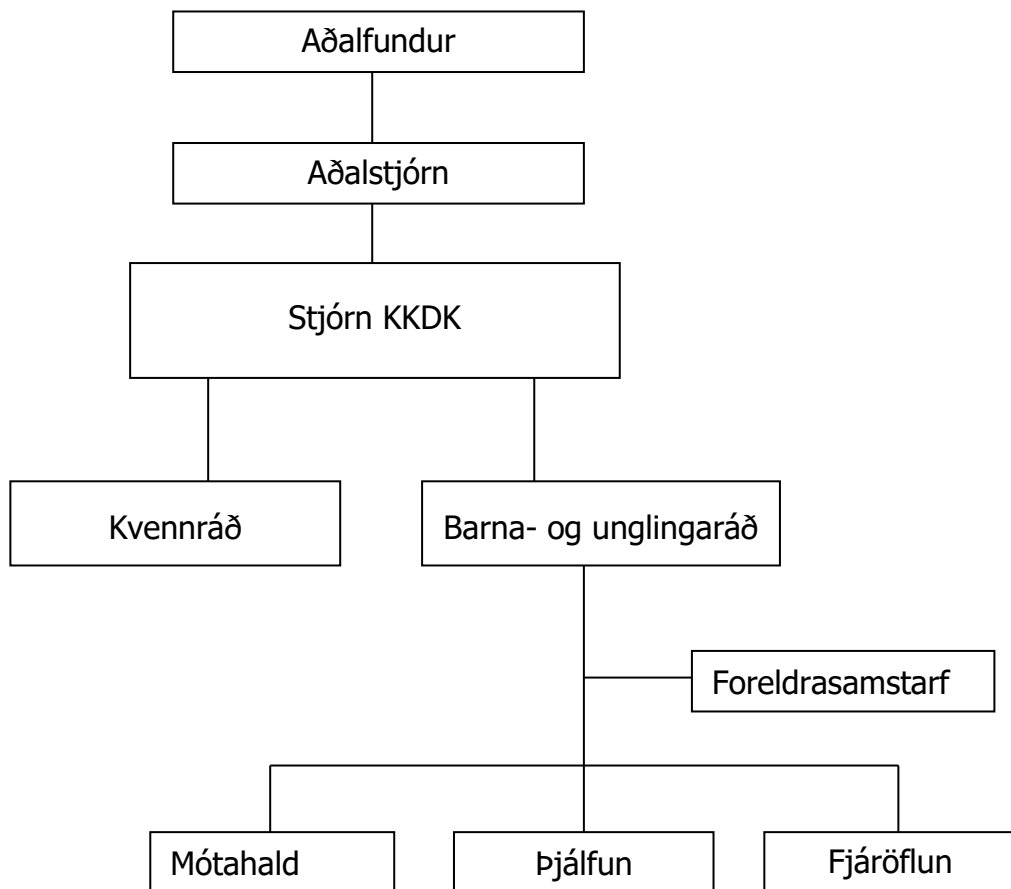 Aðalfundur
Aðalstjórn
Stjórn KKDK
Kvennráð
Barna- og unglingaráð
Foreldrasamstarf
Mótahald
Þjálfun
Fjáröflun